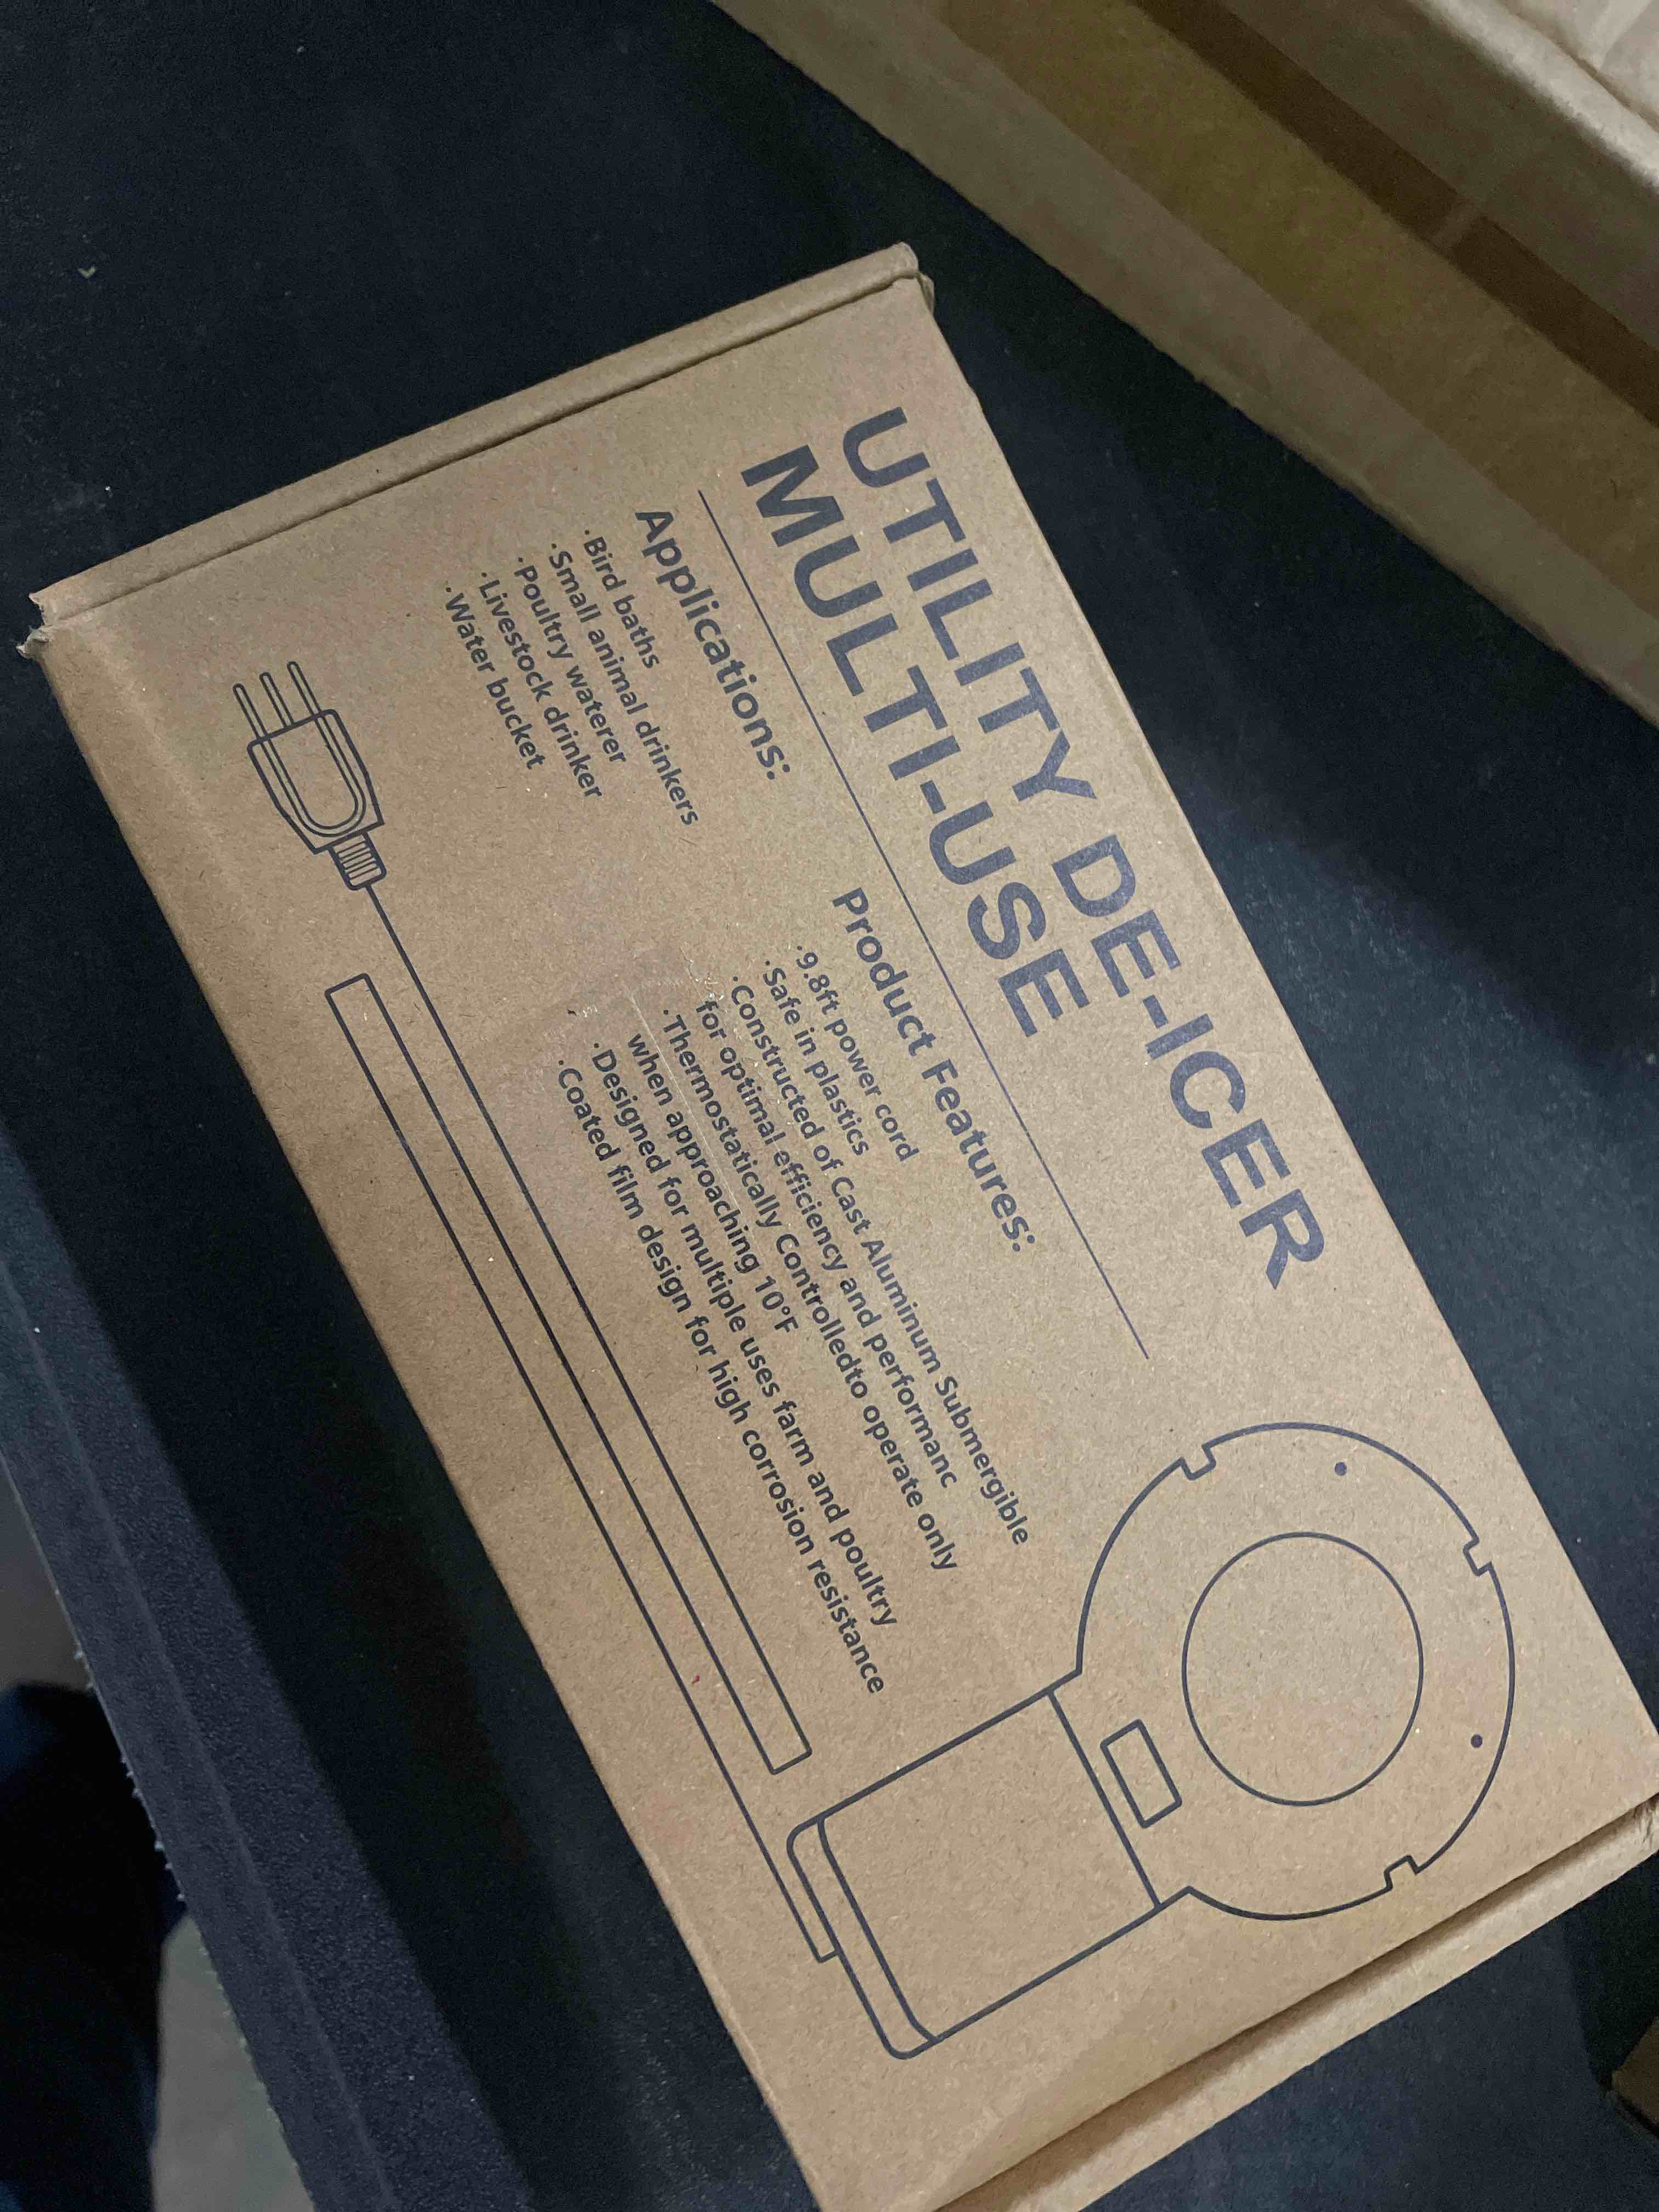 UTILITY DE-ICER
MULTI-USE
Applications:
·Bird baths
·Small animal drinkers
·Poultry waterer
·Livestock drinker
·Water bucket
Product Features:
·9.8ft power cord
·Safe in plastics
·Constructed of Cast Aluminum Submergible
for optimal efficiency and performanc
·Thermostatically Controlledto operate only
when approaching 10°F
·Designed for multiple uses farm and poultry
·Coated film design for high corrosion resistance